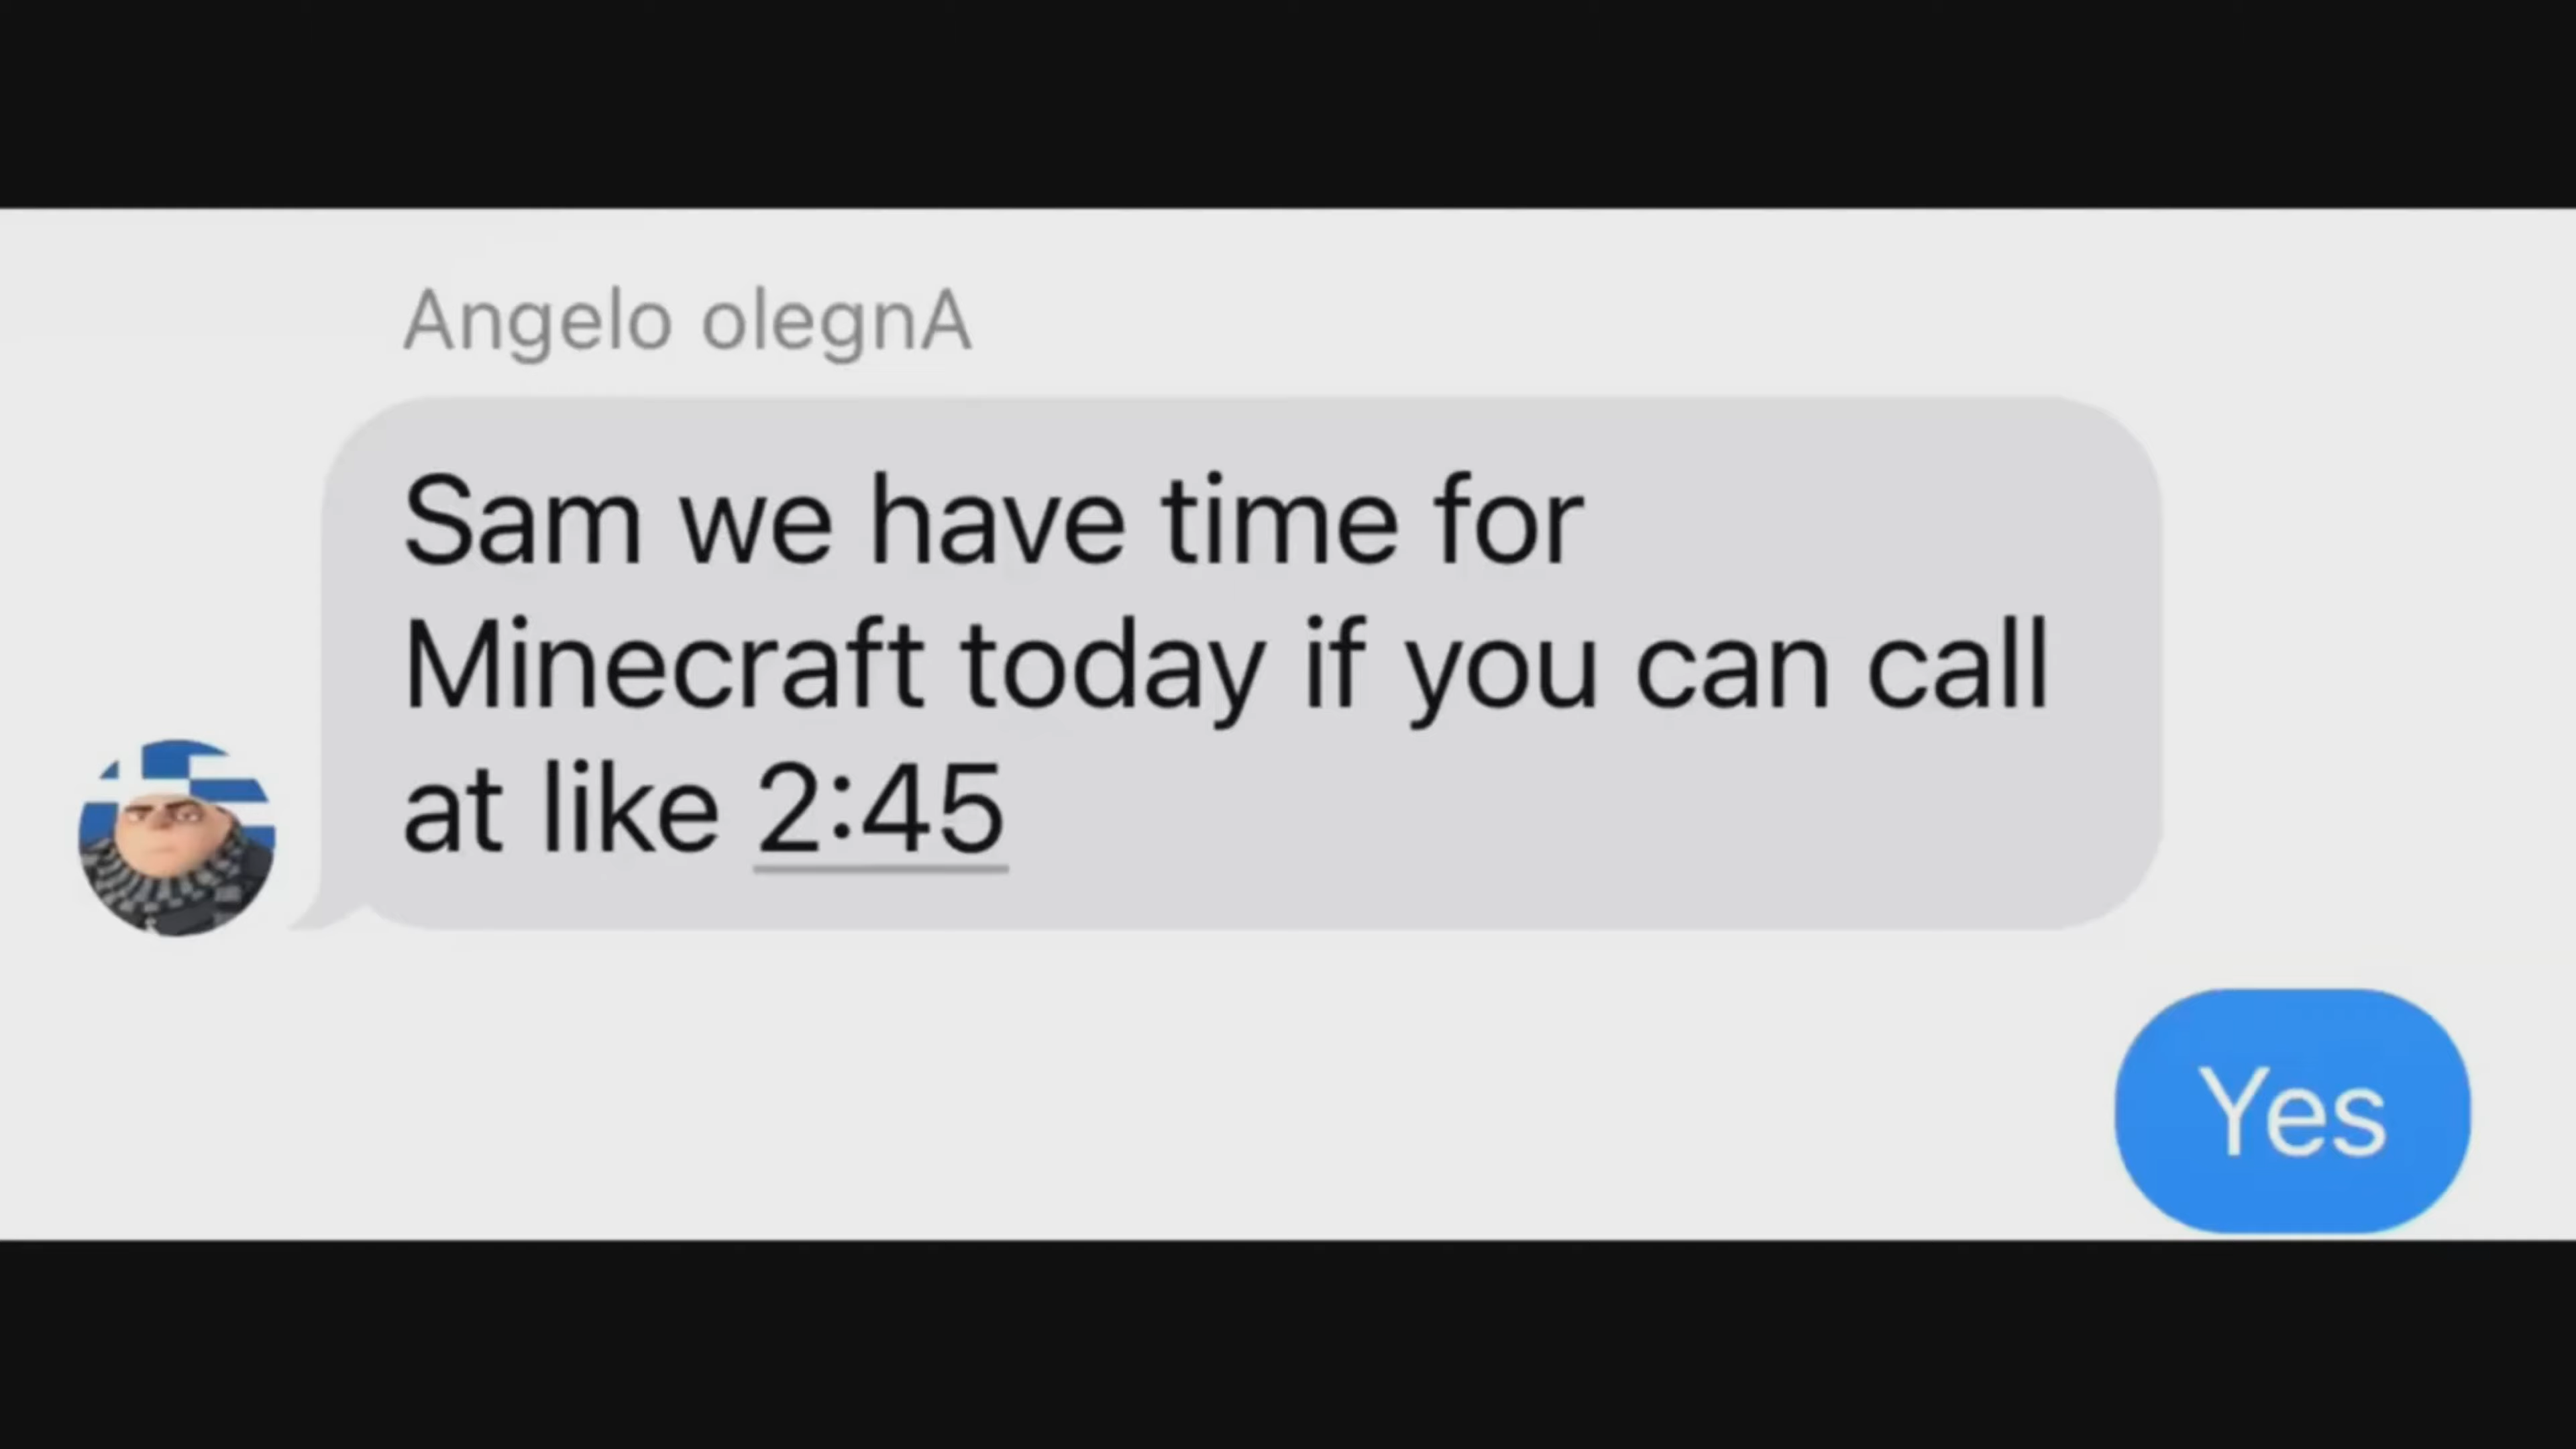 Angelo olegnA
Sam we have time for
Minecraft today if you can call
at like 2:45
Yes